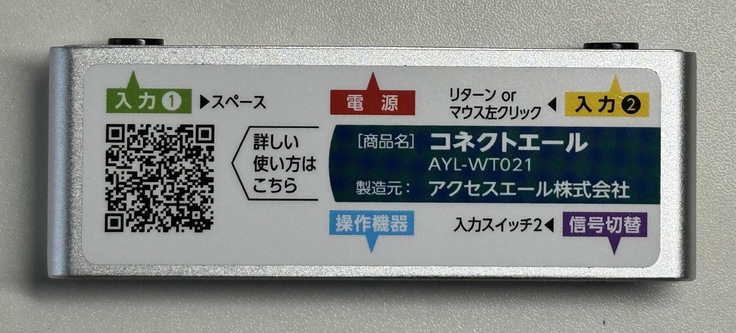 入力❶ ▶スペース
電源
リターン or
マウス左クリック ◀ 入力❷
詳しい
使い方は
こちら
[商品名] コネクトエール
AYL-WT021
製造元： アクセスエール株式会社
操作機器
入力スイッチ2 ◀ 信号切替